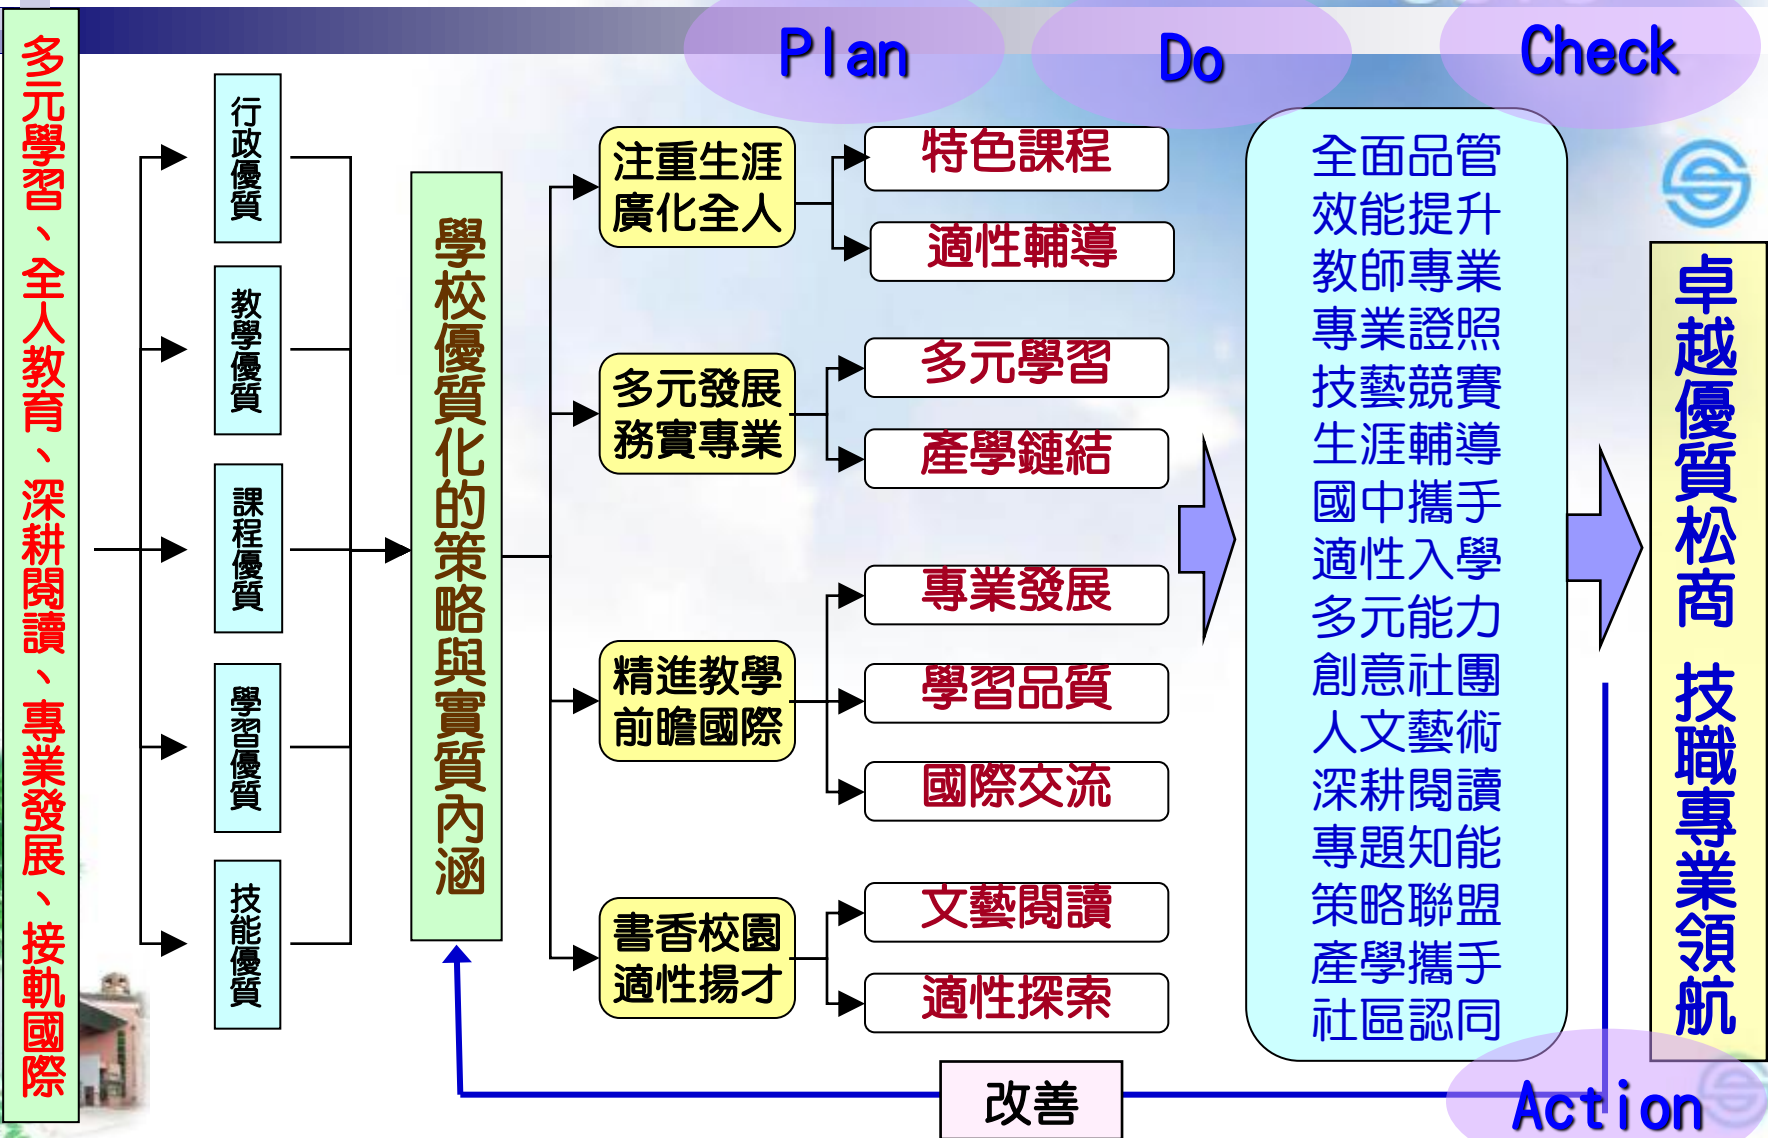 Plan
Do
Check
多元學習、全人教育、深耕閱讀、專業發展、接軌國際
行政優質
教學優質
課程優質
學習優質
技能優質
學校優質化的策略與實質內涵
注重生涯
廣化全人
多元發展
務實專業
精進教學
前瞻國際
書香校園
適性揚才
特色課程
適性輔導
多元學習
產學鏈結
專業發展
學習品質
國際交流
文藝閱讀
適性探索
全面品管
效能提升
教師專業
專業證照
技藝競賽
生涯輔導
國中攜手
適性入學
多元能力
創意社團
人文藝術
深耕閱讀
專題知能
策略聯盟
產學攜手
社區認同
卓越優質松商 技職專業領航
改善
Action